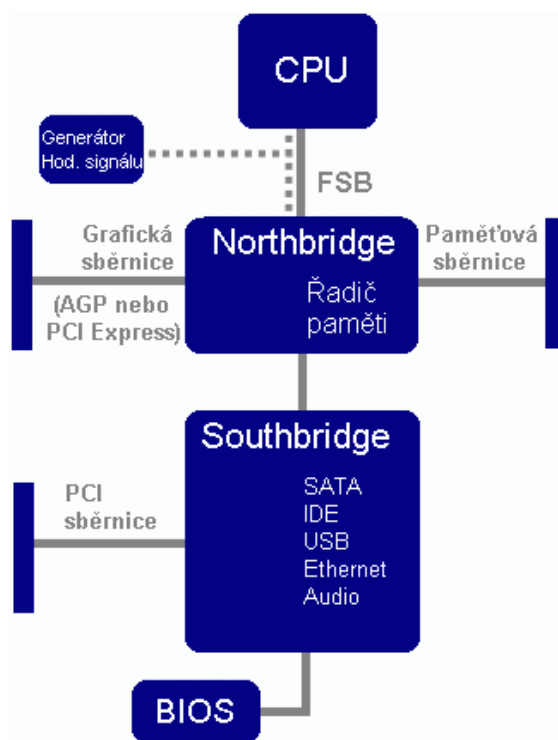 CPU
Generátor
Hod. signálu
FSB
Grafická
sběrnice
(AGP nebo
PCI Express)
Northbridge
Řadič
paměti
Paměťová
sběrnice
Southbridge
SATA
IDE
USB
Ethernet
Audio
PCI
sběrnice
BIOS